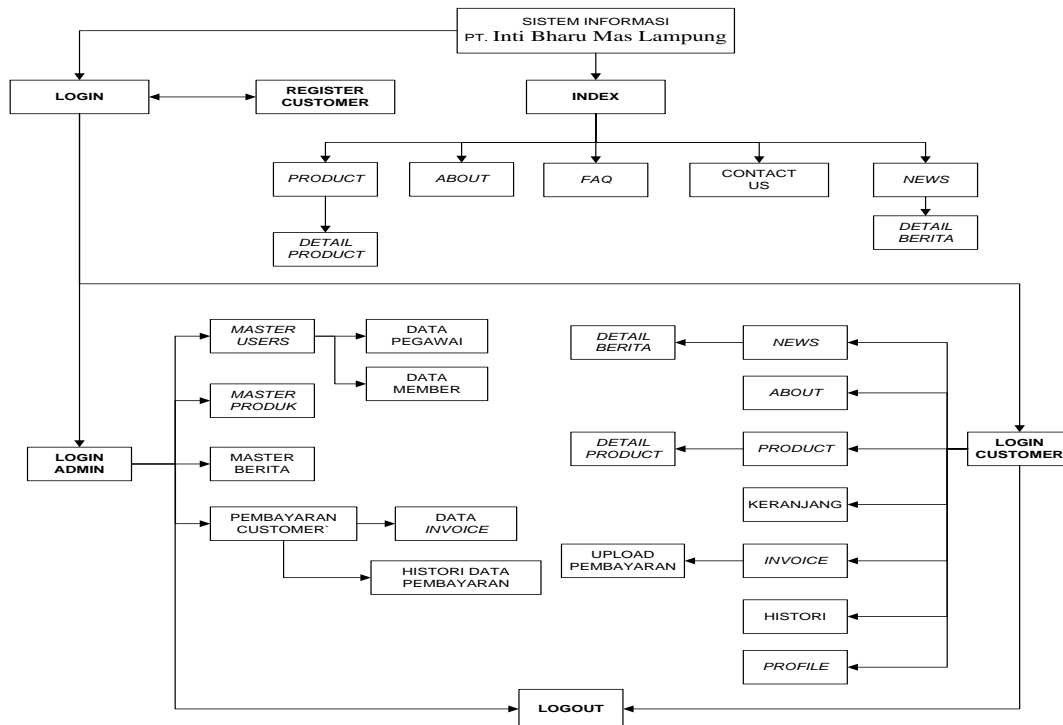 SISTEM INFORMASI
PT. Inti Bharu Mas Lampung
LOGIN
REGISTER
CUSTOMER
INDEX
PRODUCT
ABOUT
FAQ
CONTACT
US
NEWS
DETAIL
PRODUCT
DETAIL
BERITA
MASTER
USERS
DATA
PEGAWAI
DATA
MEMBER
MASTER
PRODUK
LOGIN
ADMIN
MASTER
BERITA
PEMBAYARAN
CUSTOMER`
DATA
INVOICE
HISTORI DATA
PEMBAYARAN
DETAIL
BERITA
NEWS
ABOUT
DETAIL
PRODUCT
PRODUCT
LOGIN
CUSTOMER
KERANJANG
UPLOAD
PEMBAYARAN
INVOICE
HISTORI
PROFILE
LOGOUT